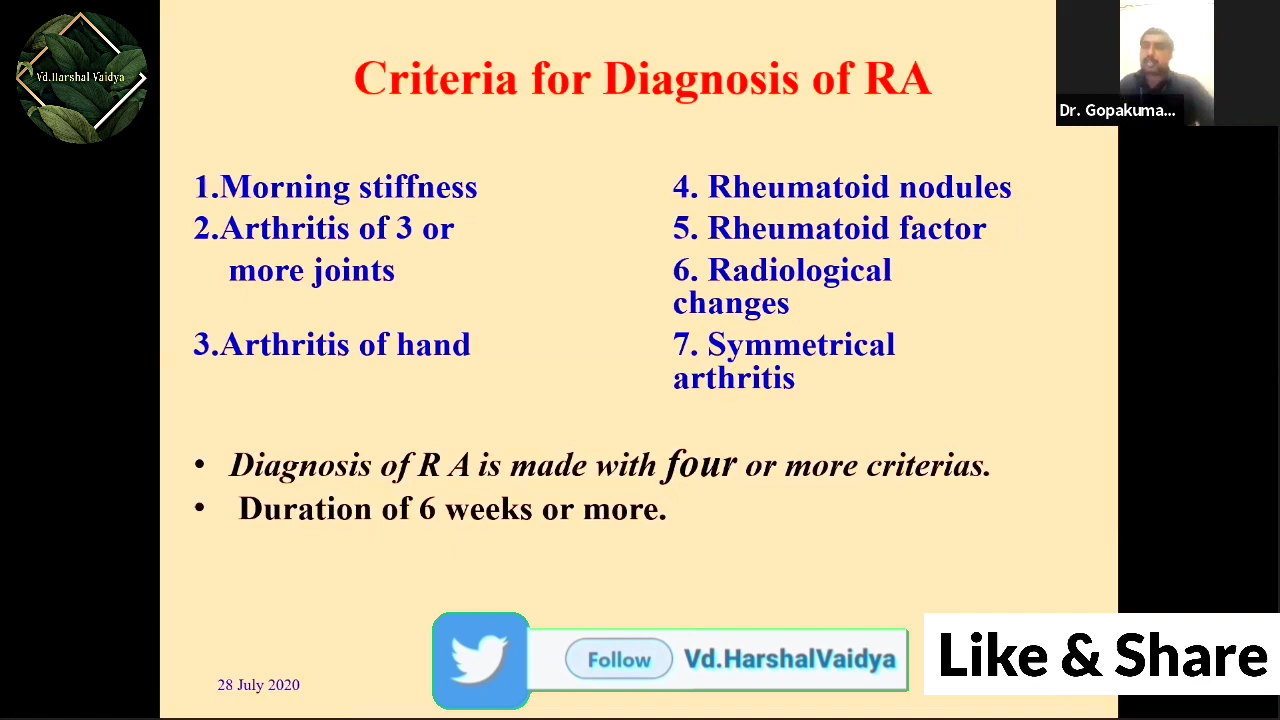 Vd.Harshal Vaidya
Criteria for Diagnosis of RA
Dr. Gopakuma...
1.Morning stiffness
2.Arthritis of 3 or
more joints
3.Arthritis of hand
4. Rheumatoid nodules
5. Rheumatoid factor
6. Radiological
changes
7. Symmetrical
arthritis
• Diagnosis of R A is made with four or more criterias.
• Duration of 6 weeks or more.
28 July 2020
Follow Vd.HarshalVaidya
Like & Share